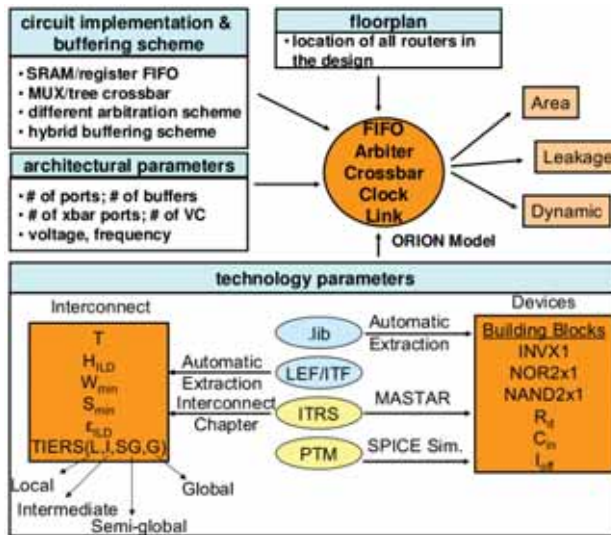 circuit implementation &
buffering scheme
• SRAM/register FIFO
• MUX/tree crossbar
• different arbitration scheme
• hybrid buffering scheme
architectural parameters
• # of ports; # of buffers
• # of xbar ports; # of VC
• voltage, frequency
floorplan
• location of all routers in
the design
FIFO
Arbiter
Crossbar
Clock
Link
ORION Model
Area
Leakage
Dynamic
technology parameters
Interconnect
T
H_ILD
W_min
S_min
ε_ILD
TIERS(L,I,SG,G)
Local
Intermediate
Semi-global
Global
Automatic
Extraction
Interconnect
Chapter
.lib
LEF/ITF
ITRS
PTM
Automatic
Extraction
MASTAR
SPICE Sim.
Devices
Building Blocks
INVX1
NOR2x1
NAND2x1
R_d
C_in
I_off